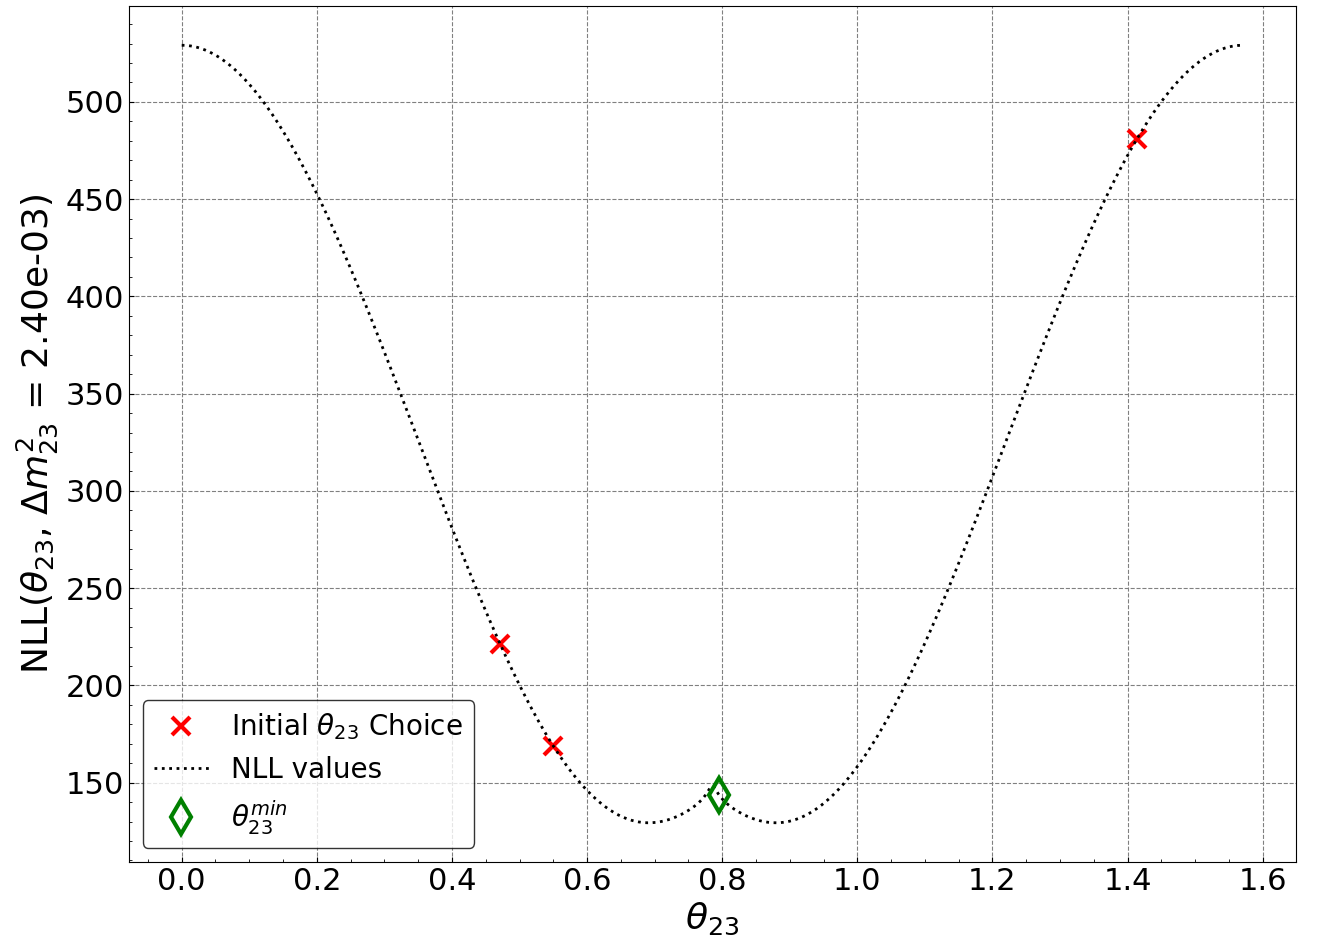 NLL(θ₂₃, Δm²₂₃ = 2.40e-03)
500
450
400
350
300
250
200
150
Initial θ₂₃ Choice
NLL values
θ₂₃ᵐⁱⁿ
0.0 0.2 0.4 0.6 0.8 1.0 1.2 1.4 1.6
θ₂₃